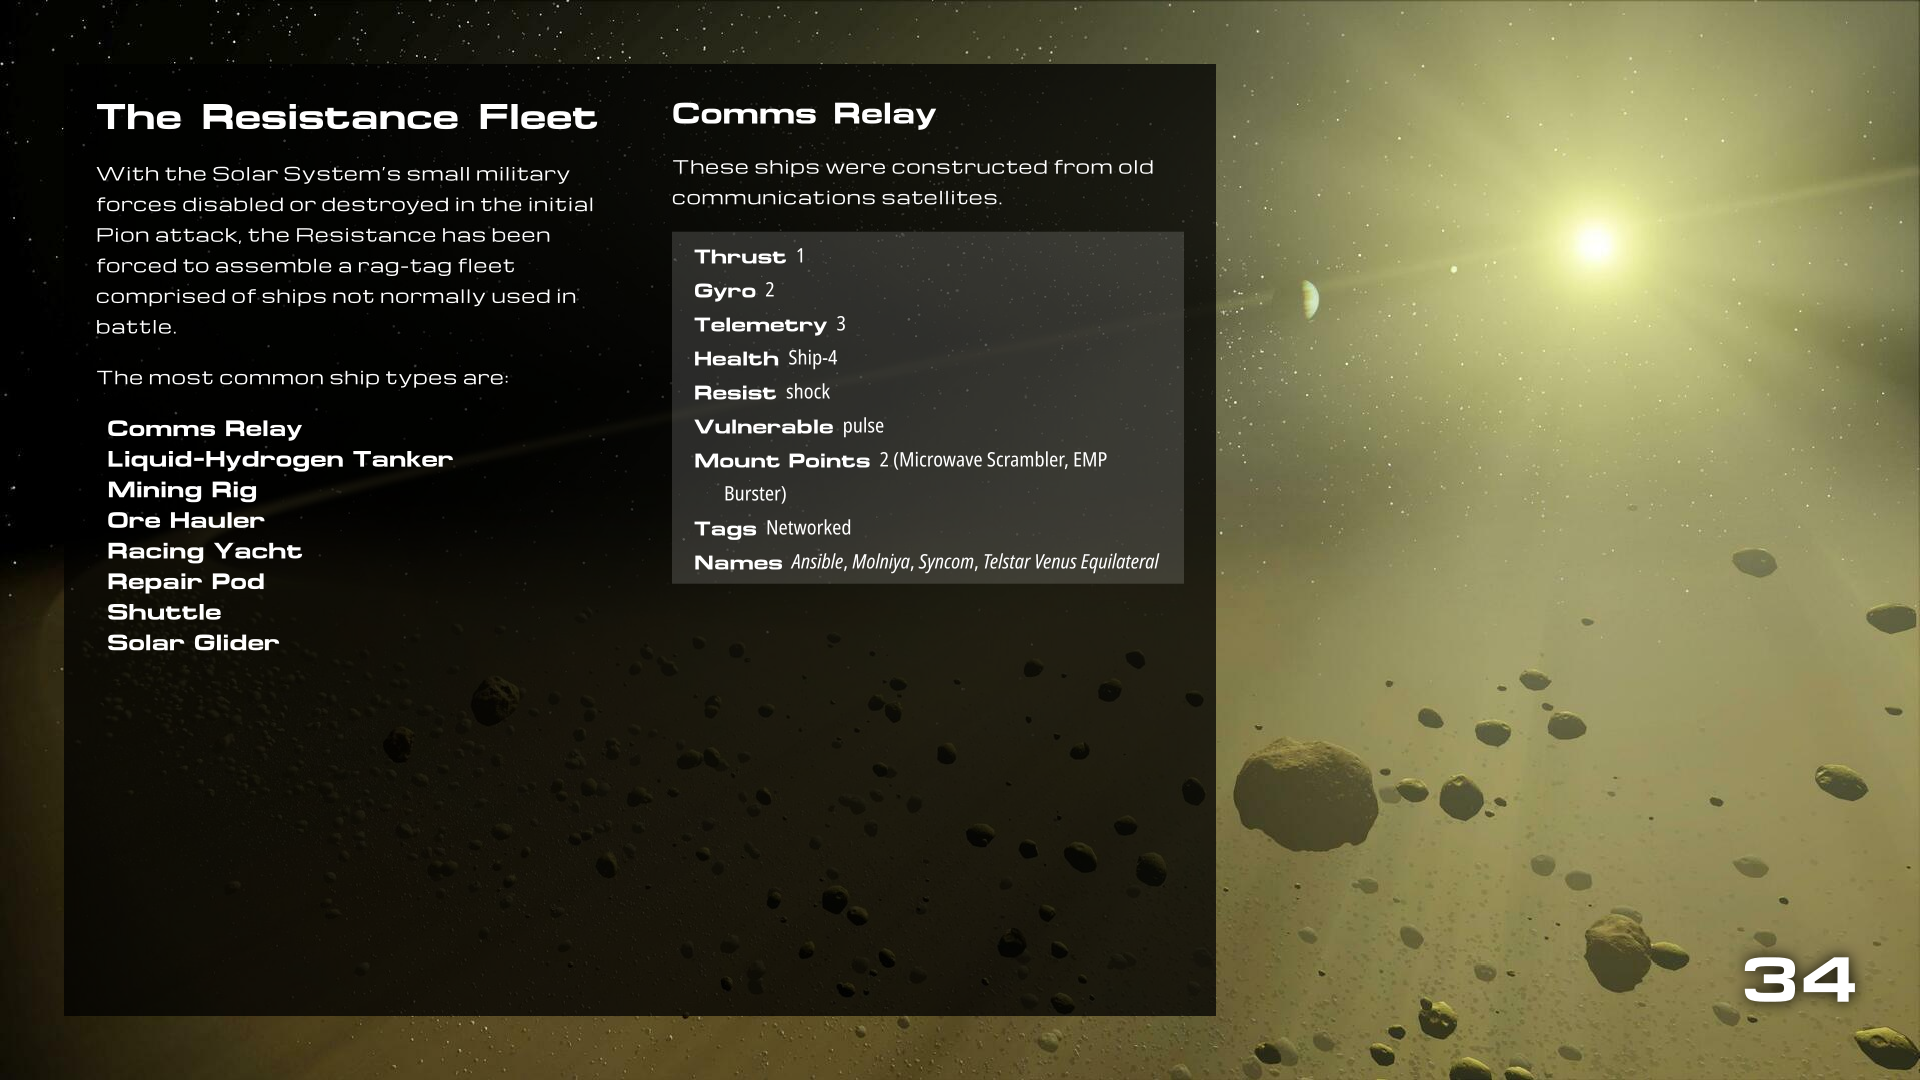 The Resistance Fleet
With the Solar System's small military
forces disabled or destroyed in the initial
Pion attack, the Resistance has been
forced to assemble a rag-tag fleet
comprised of ships not normally used in
battle.
The most common ship types are:
Comms Relay
Liquid-Hydrogen Tanker
Mining Rig
Ore Hauler
Racing Yacht
Repair Pod
Shuttle
Solar Glider
Comms Relay
These ships were constructed from old
communications satellites.
Thrust 1
Gyro 2
Telemetry 3
Health Ship-4
Resist shock
Vulnerable pulse
Mount Points 2 (Microwave Scrambler, EMP
Burster)
Tags Networked
Names Ansible, Molniya, Syncom, Telstar Venus Equilateral
34